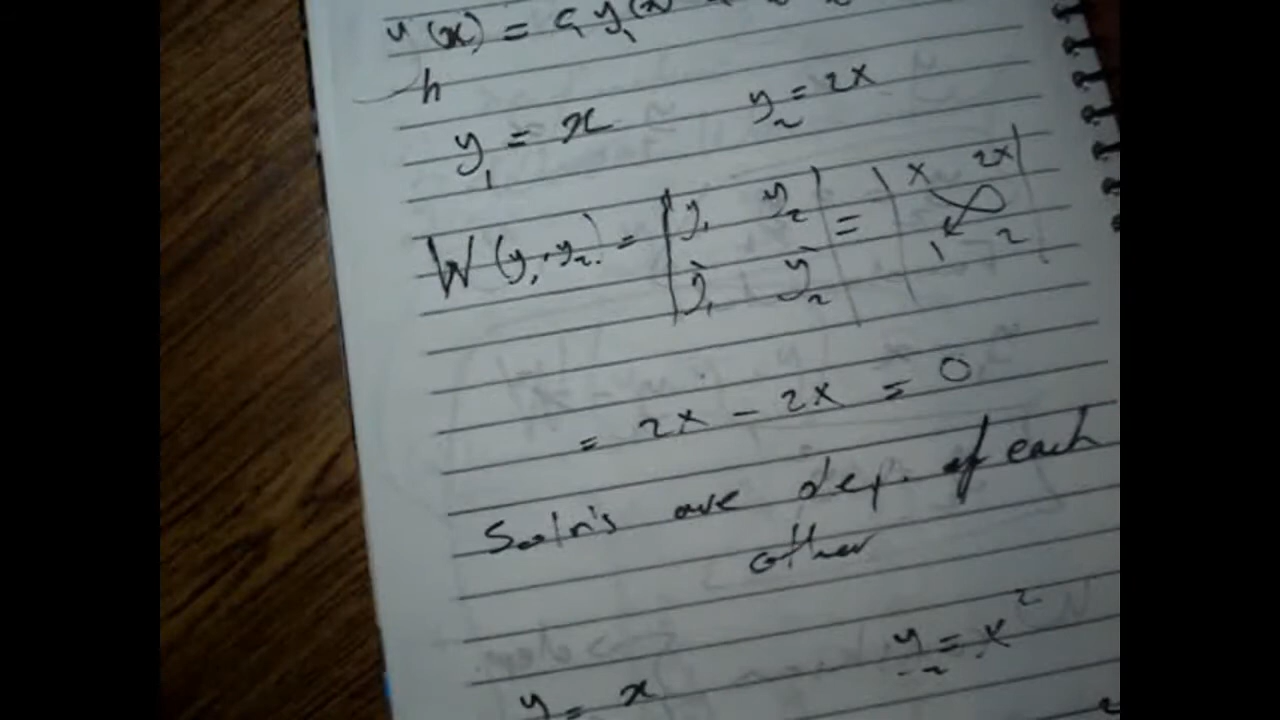 y (x) = c₁ y₁(x)
h
y₁ = x y₂ = 2x
W (y₁, y₂) = | y₁ y₂ | = | x 2x |
| y₁' y₂' | | 1 2 |
= 2x - 2x = 0
Soln's are dep. of each
other
y = x y₂ = x²